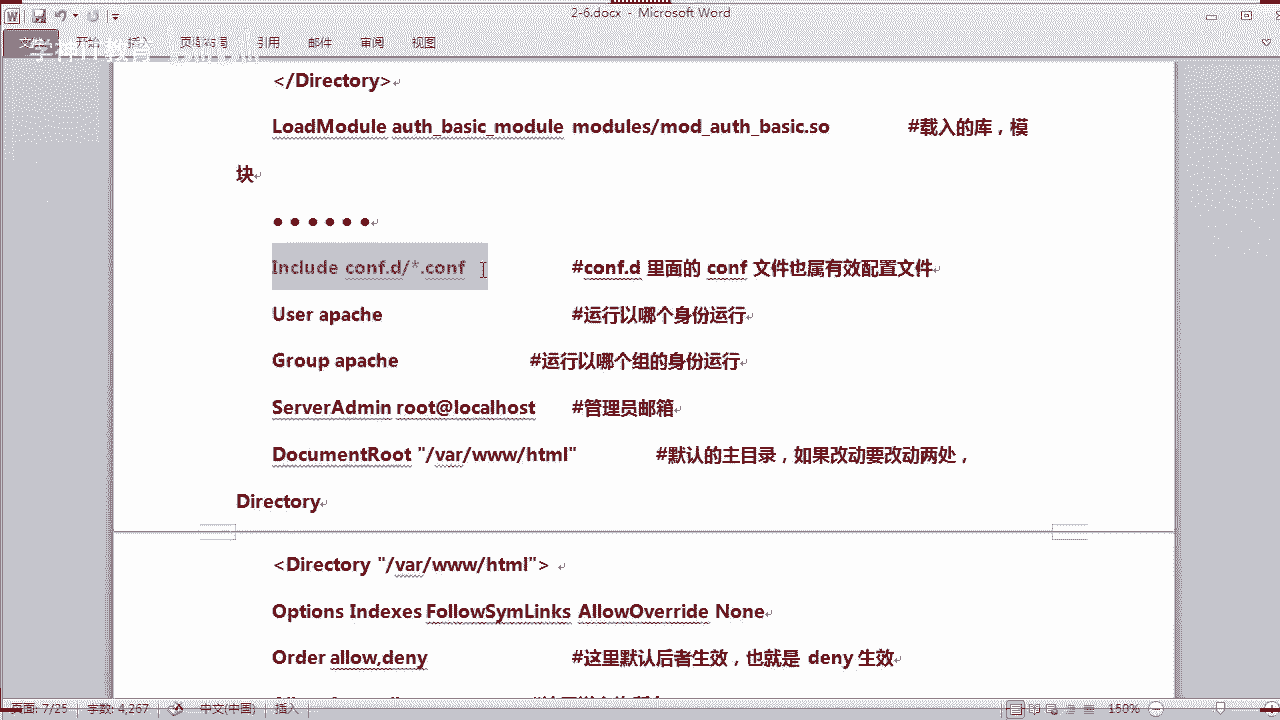 2-6.docx - Microsoft Word
文件 开始 引用 邮件 审阅 视图
学神IT教育
</Directory>
LoadModule auth_basic_module modules/mod_auth_basic.so #载入的库，模
块
● ● ● ● ● ●
Include conf.d/*.conf #conf.d 里面的 conf 文件也属有效配置文件
User apache #运行以哪个身份运行
Group apache #运行以哪个组的身份运行
ServerAdmin root@localhost #管理员邮箱
DocumentRoot "/var/www/html" #默认的主目录，如果改动要改动两处，
Directory
<Directory "/var/www/html">
Options Indexes FollowSymLinks AllowOverride None
Order allow,deny #这里默认后者生效，也就是 deny 生效
页面: 7/25 字数: 4,267 中文(中国) 插入 150%